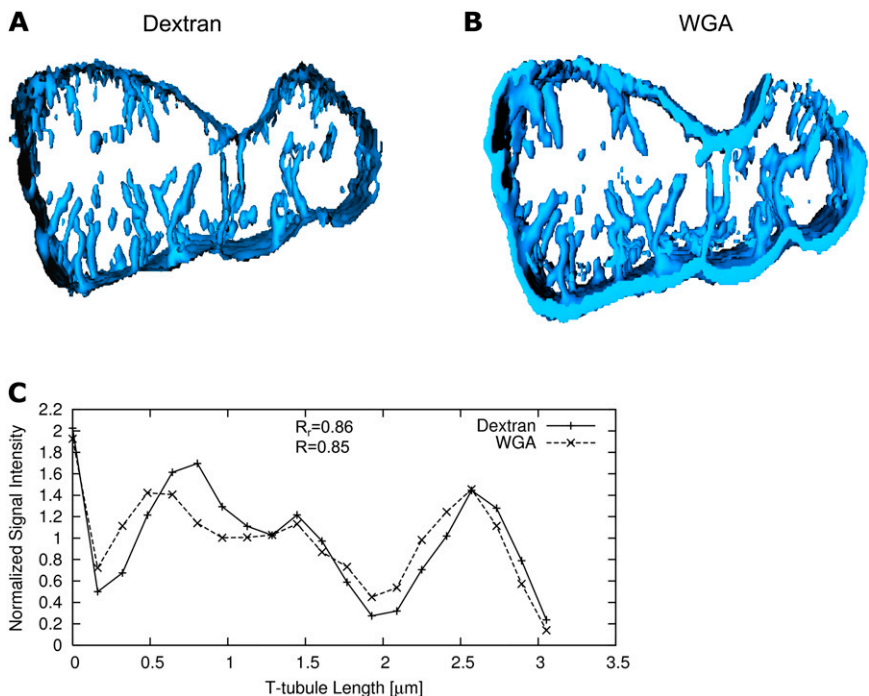 A Dextran
B WGA
C
Normalized Signal Intensity
2.2
2
1.8
1.6
1.4
1.2
1
0.8
0.6
0.4
0.2
0
R_r=0.86
R=0.85
Dextran
WGA
0 0.5 1 1.5 2 2.5 3 3.5
T-tubule Length [μm]